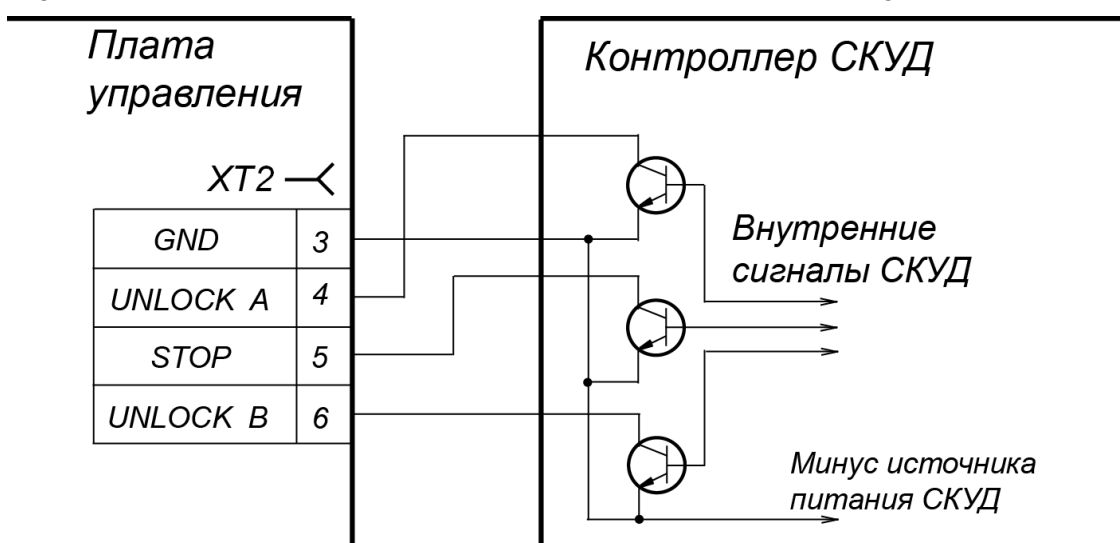 Плата
управления
Контроллер СКУД
XT2
GND 3
UNLOCK A 4
STOP 5
UNLOCK B 6
Внутренние
сигналы СКУД
Минус источника
питания СКУД